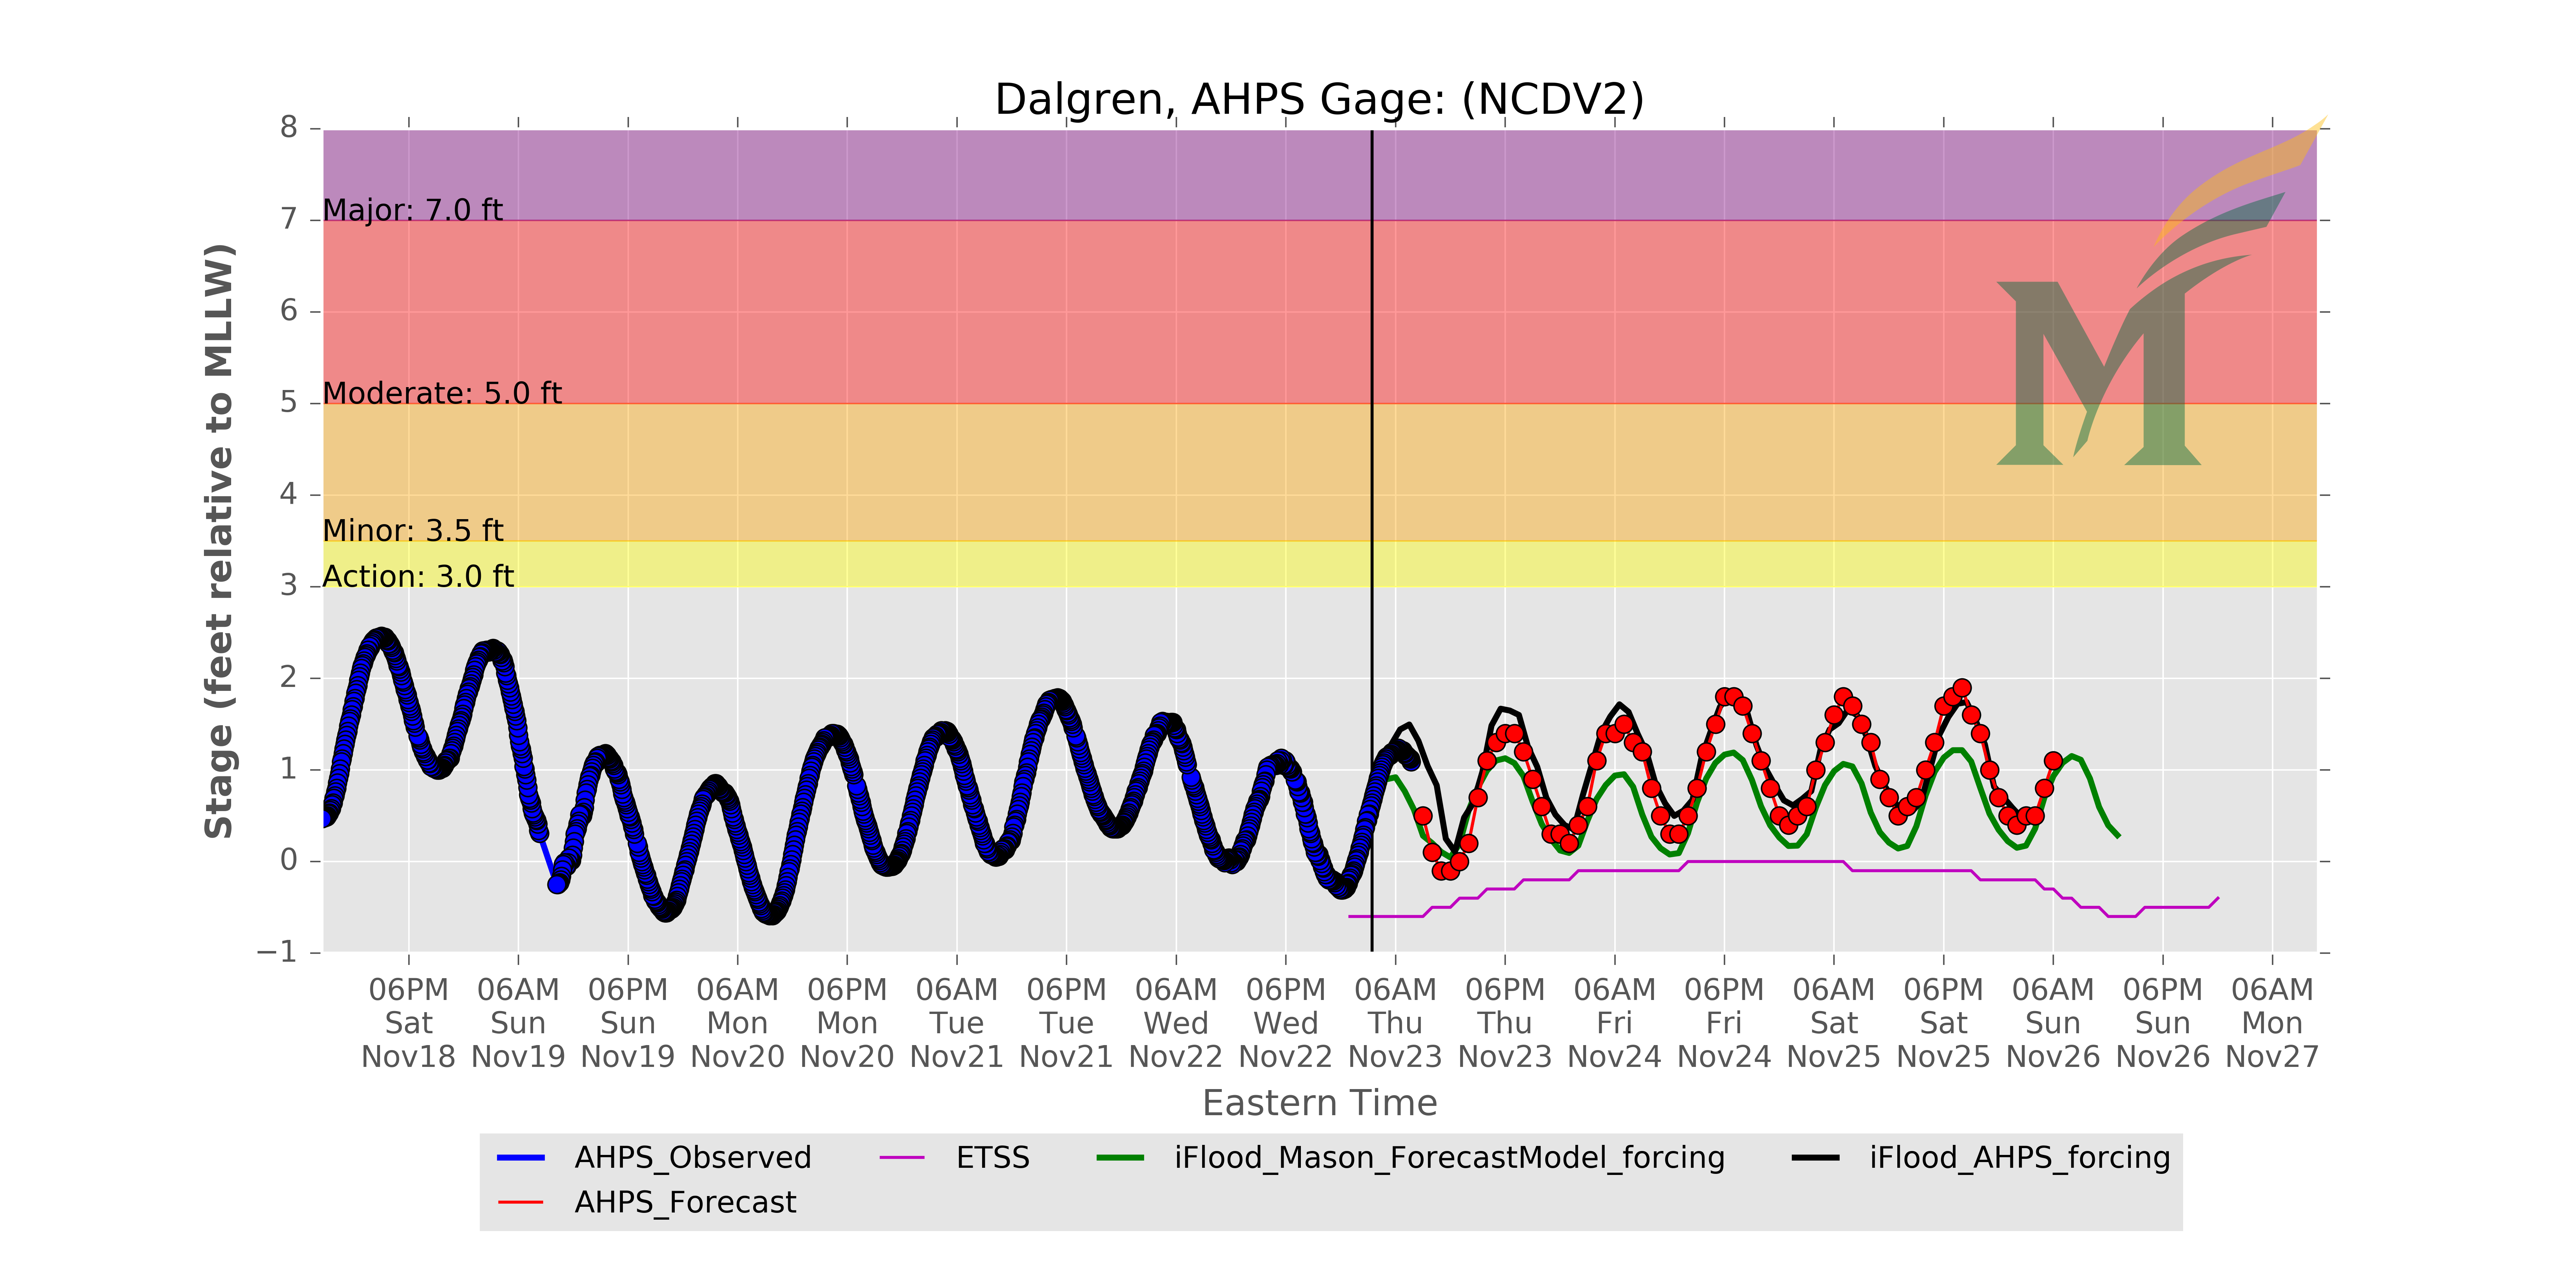 Dalgren, AHPS Gage: (NCDV2)
8
7
6
5
4
3
2
1
0
−1
Stage (feet relative to MLLW)
Major: 7.0 ft
Moderate: 5.0 ft
Minor: 3.5 ft
Action: 3.0 ft
M
06PM 06AM 06PM 06AM 06PM 06AM 06PM 06AM 06PM 06AM 06PM 06AM 06PM 06AM 06PM 06AM 06PM 06AM
Sat Sun Sun Mon Mon Tue Tue Wed Wed Thu Thu Fri Fri Sat Sat Sun Sun Mon
Nov18 Nov19 Nov19 Nov20 Nov20 Nov21 Nov21 Nov22 Nov22 Nov23 Nov23 Nov24 Nov24 Nov25 Nov25 Nov26 Nov26 Nov27
Eastern Time
AHPS_Observed ETSS iFlood_Mason_ForecastModel_forcing iFlood_AHPS_forcing
AHPS_Forecast